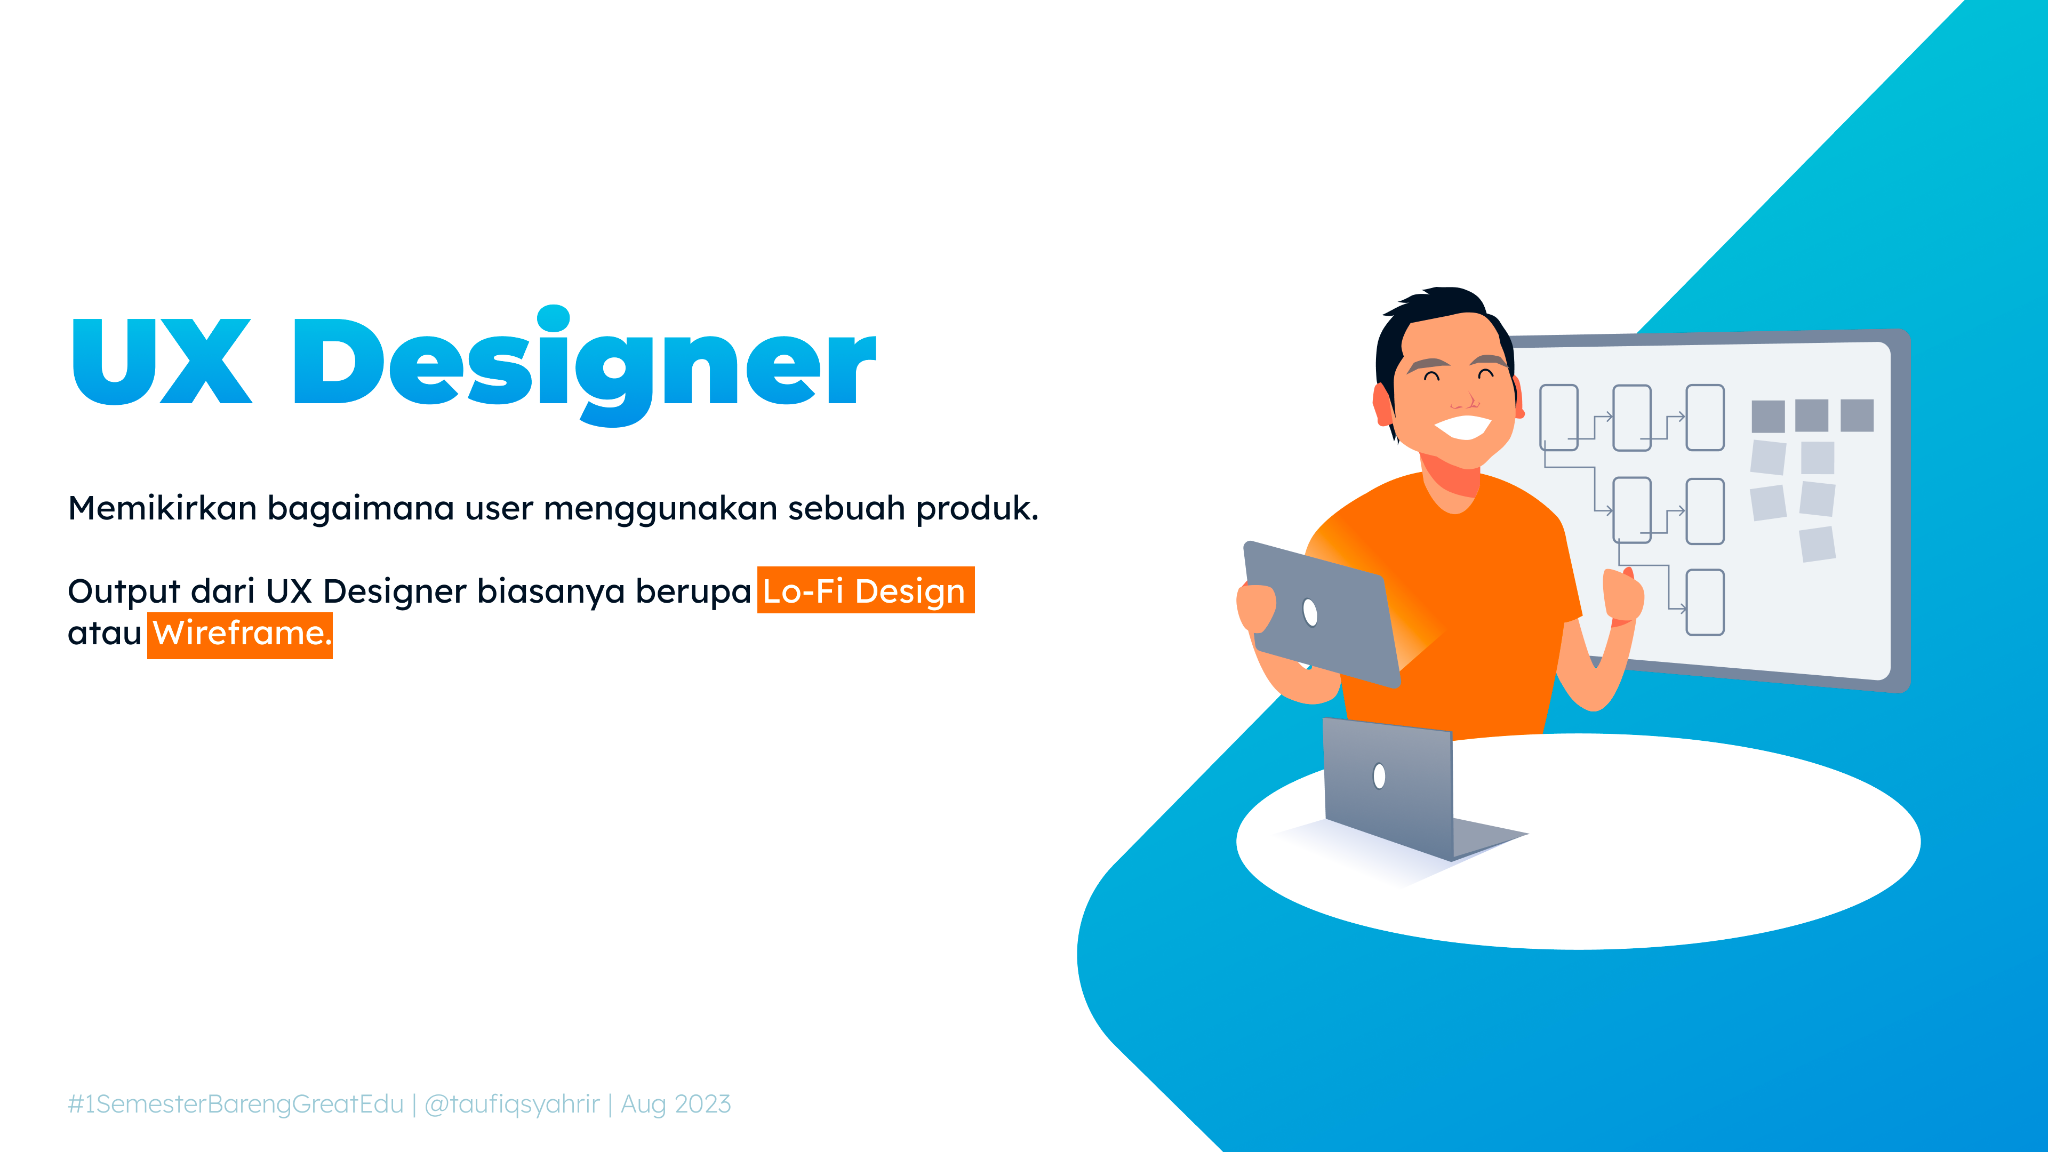 UX Designer
Memikirkan bagaimana user menggunakan sebuah produk.
Output dari UX Designer biasanya berupa Lo-Fi Design
atau Wireframe.
#1SemesterBarengGreatEdu | @taufiqsyahrir | Aug 2023